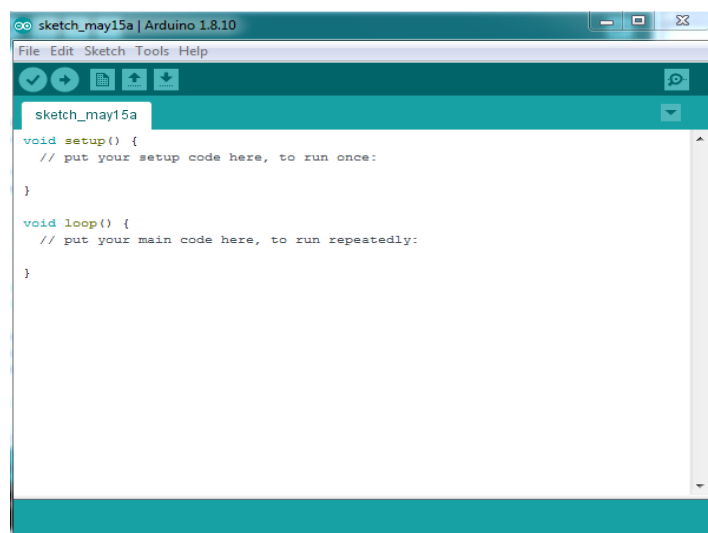 sketch_may15a | Arduino 1.8.10
File Edit Sketch Tools Help
sketch_may15a
void setup() {
  // put your setup code here, to run once:
}
void loop() {
  // put your main code here, to run repeatedly:
}